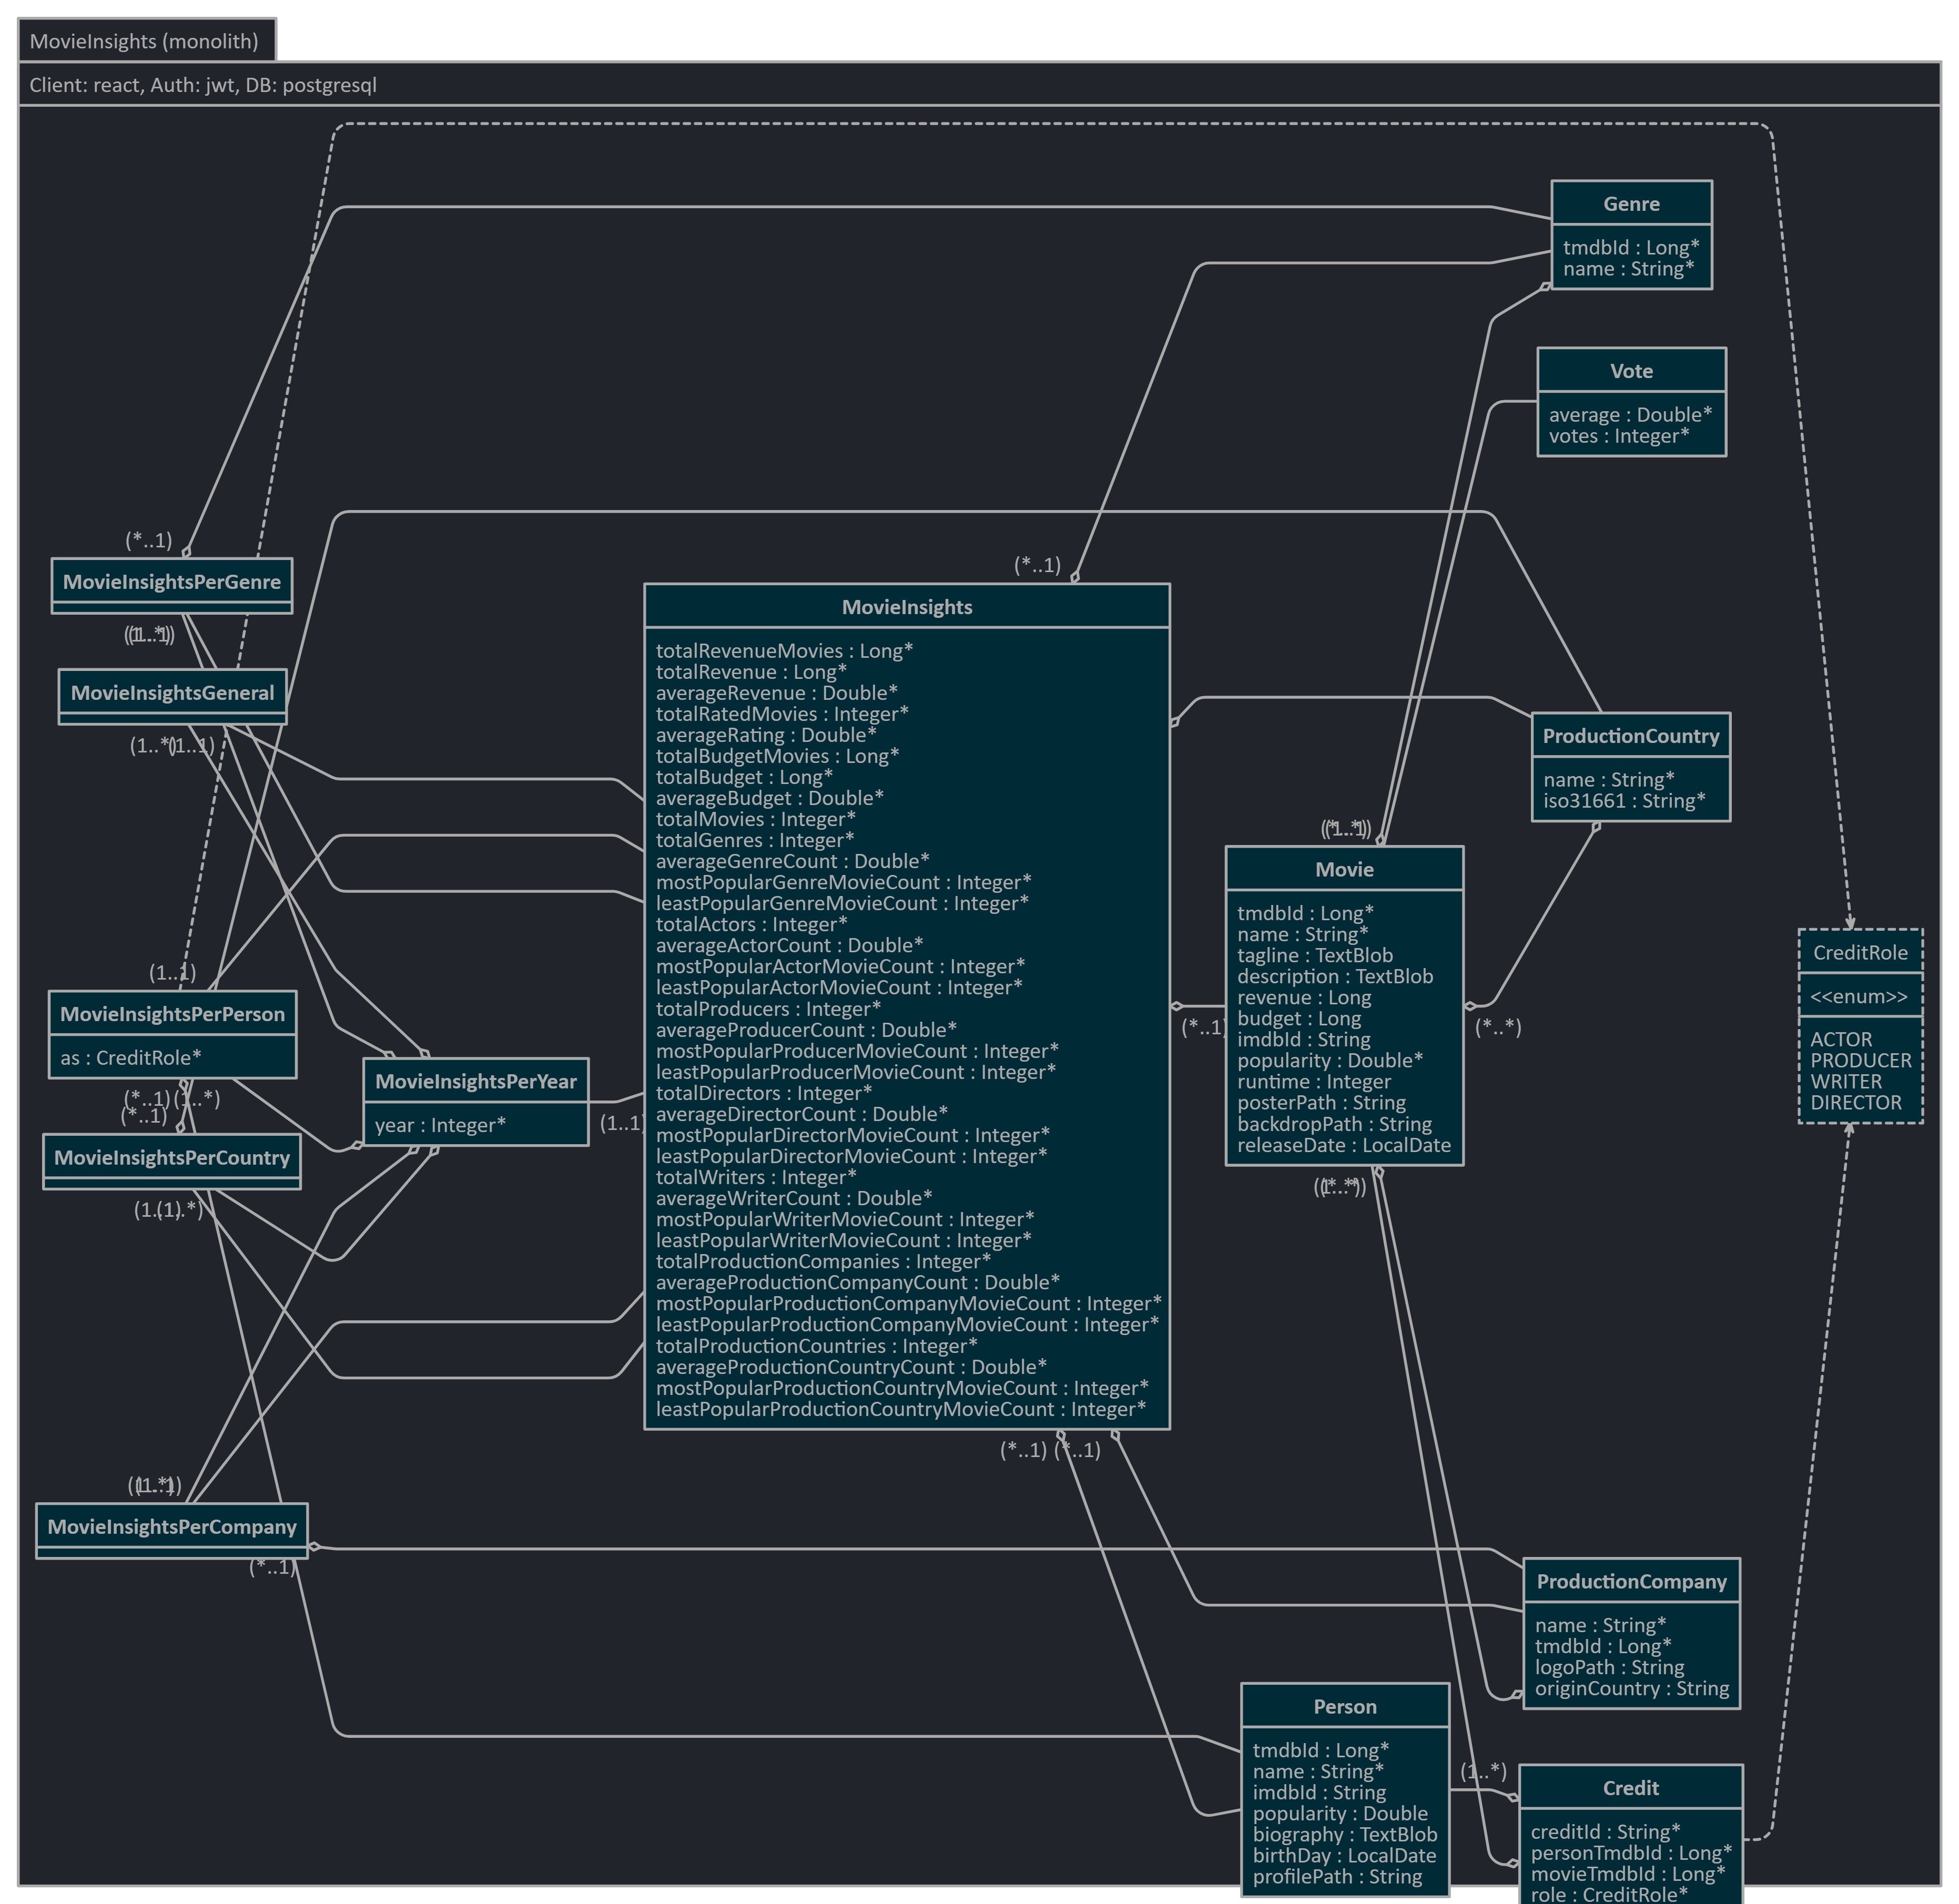 MovieInsights (monolith)
Client: react, Auth: jwt, DB: postgresql
Genre
tmdbId : Long*
name : String*
Vote
average : Double*
votes : Integer*
(*..1)
MovieInsightsPerGenre
MovieInsightsGeneral
(1..*)
(1..1)
(*..1)
MovieInsights
totalRevenueMovies : Long*
totalRevenue : Long*
averageRevenue : Double*
totalRatedMovies : Integer*
averageRating : Double*
totalBudgetMovies : Long*
totalBudget : Long*
averageBudget : Double*
totalMovies : Integer*
totalGenres : Integer*
averageGenreCount : Double*
mostPopularGenreMovieCount : Integer*
leastPopularGenreMovieCount : Integer*
totalActors : Integer*
averageActorCount : Double*
mostPopularActorMovieCount : Integer*
leastPopularActorMovieCount : Integer*
totalProducers : Integer*
averageProducerCount : Double*
mostPopularProducerMovieCount : Integer*
leastPopularProducerMovieCount : Integer*
totalDirectors : Integer*
averageDirectorCount : Double*
mostPopularDirectorMovieCount : Integer*
leastPopularDirectorMovieCount : Integer*
totalWriters : Integer*
averageWriterCount : Double*
mostPopularWriterMovieCount : Integer*
leastPopularWriterMovieCount : Integer*
totalProductionCompanies : Integer*
averageProductionCompanyCount : Double*
mostPopularProductionCompanyMovieCount : Integer*
leastPopularProductionCompanyMovieCount : Integer*
totalProductionCountries : Integer*
averageProductionCountryCount : Double*
mostPopularProductionCountryMovieCount : Integer*
leastPopularProductionCountryMovieCount : Integer*
(*..1) (*..1)
ProductionCountry
name : String*
iso31661 : String*
Movie
tmdbId : Long*
name : String*
tagline : TextBlob
description : TextBlob
revenue : Long
budget : Long
imdbId : String
popularity : Double*
runtime : Integer
posterPath : String
backdropPath : String
releaseDate : LocalDate
(*..1)
(*..*)
CreditRole
<<enum>>
ACTOR
PRODUCER
WRITER
DIRECTOR
(1..1)
MovieInsightsPerPerson
as : CreditRole*
(*..1)
(1..*)
(*..1)
MovieInsightsPerCountry
MovieInsightsPerYear
year : Integer*
(1..1)
MovieInsightsPerCompany
(*..1)
ProductionCompany
name : String*
tmdbId : Long*
logoPath : String
originCountry : String
Person
tmdbId : Long*
name : String*
imdbId : String
popularity : Double
biography : TextBlob
birthDay : LocalDate
profilePath : String
(1..*)
Credit
creditId : String*
personTmdbId : Long*
movieTmdbId : Long*
role : CreditRole*